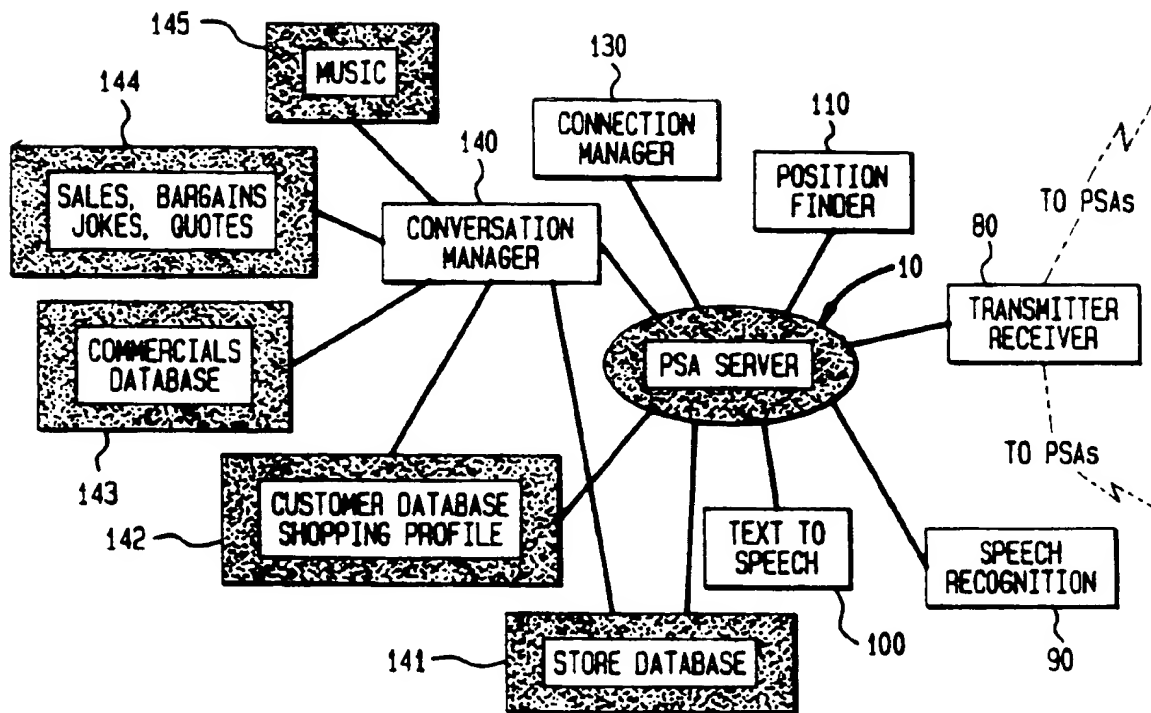 145
MUSIC
144
SALES, BARGAINS
JOKES, QUOTES
140
CONVERSATION
MANAGER
130
CONNECTION
MANAGER
110
POSITION
FINDER
TO PSAs
80
TRANSMITTER
RECEIVER
10
PSA SERVER
COMMERCIALS
DATABASE
143
CUSTOMER DATABASE
SHOPPING PROFILE
142
TO PSAs
TEXT TO
SPEECH
100
SPEECH
RECOGNITION
90
141
STORE DATABASE